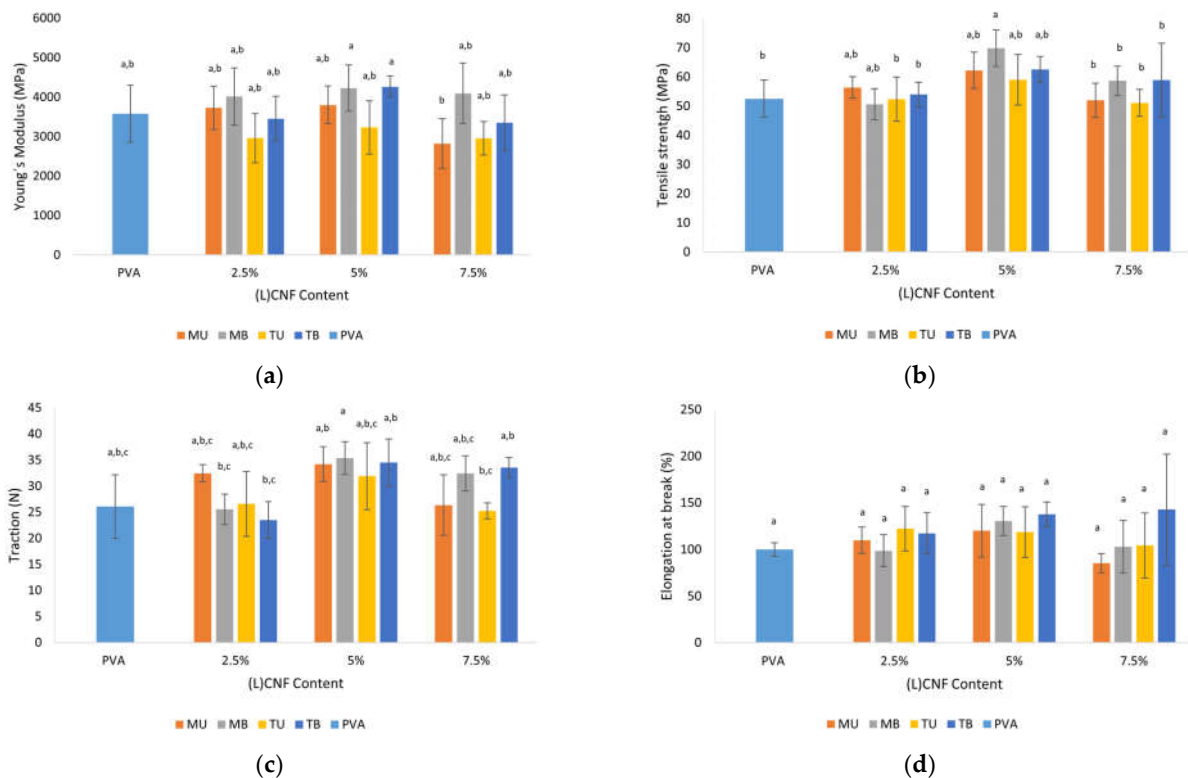 Young´s Modulus (MPa)
6000
5000
4000
3000
2000
1000
0
a,b a,b a,b a,b a,b a,b a a,b a b a,b a,b a,b
PVA 2.5% 5% 7.5%
(L)CNF Content
MU MB TU TB PVA
(a)
Tensile strentgh (MPa)
80
70
60
50
40
30
20
10
0
b a,b a,b b a,b a,b a a,b a,b b b b b
PVA 2.5% 5% 7.5%
(L)CNF Content
MU MB TU TB PVA
(b)
Traction (N)
45
40
35
30
25
20
15
10
5
0
a,b,c a,b,c b,c a,b,c b,c a,b a a,b,c a,b a,b,c a,b,c b,c a,b
PVA 2.5% 5% 7.5%
(L)CNF Content
MU MB TU TB PVA
(c)
Elongation at break (%)
250
200
150
100
50
0
a a a a a a a a a a a a a
PVA 2.5% 5% 7.5%
(L)CNF Content
MU MB TU TB PVA
(d)